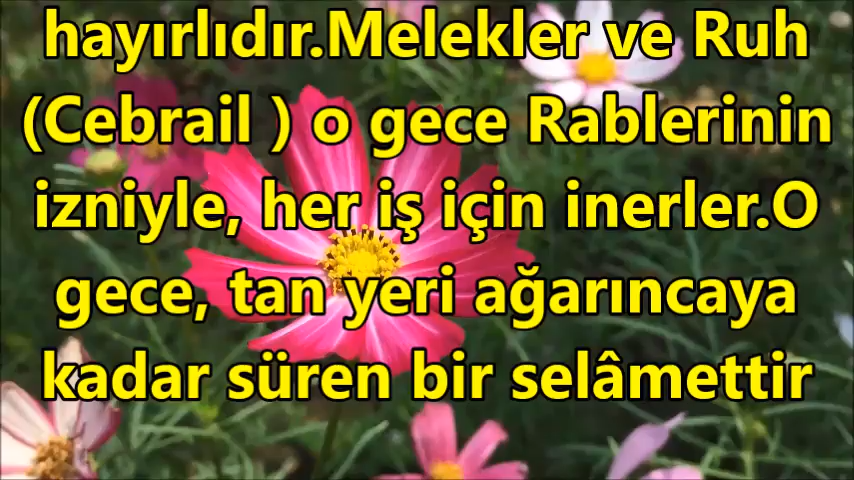 hayırlıdır.Melekler ve Ruh
(Cebrail ) o gece Rablerinin
izniyle, her iş için inerler.O
gece, tan yeri ağarıncaya
kadar süren bir selâmettir